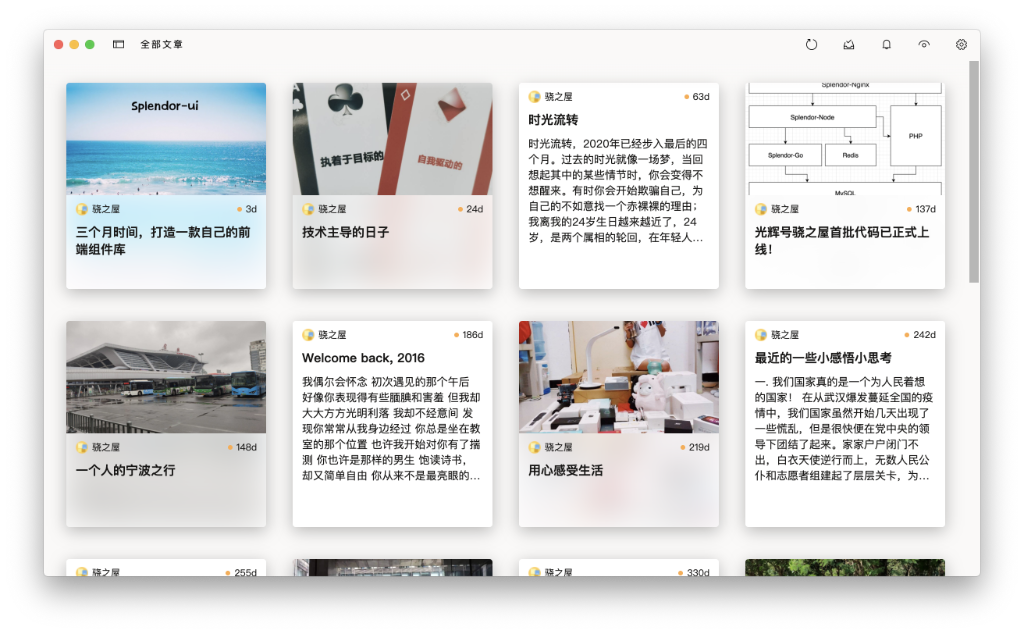 全部文章
Splendor-ui
骁之屋
3d
三个月时间，打造一款自己的前
端组件库
执着于目标的
自我驱动的
骁之屋
24d
技术主导的日子
骁之屋
63d
时光流转
时光流转，2020年已经步入最后的四
个月。过去的时光就像一场梦，当回
想起其中的某些情节时，你会变得不
想醒来。有时你会开始欺骗自己，为
自己的不如意找一个赤裸裸的理由；
我离我的24岁生日越来越近了，24
岁，是两个属相的轮回，在年轻人...
Splendor-Nginx
Splendor-Node
PHP
Splendor-Go
Redis
MySQL
骁之屋
137d
光辉号骁之屋首批代码已正式上
线！
骁之屋
148d
一个人的宁波之行
骁之屋
186d
Welcome back, 2016
我偶尔会怀念 初次遇见的那个午后
好像你表现得有些腼腆和害羞 但我却
大大方方光明利落 我却不经意间 发
现你常常从我身边经过 你总是坐在教
室的那个位置 也许我开始对你有了揣
测 你也许是那样的男生 饱读诗书，
却又简单自由 你从来不是最亮眼的...
骁之屋
219d
用心感受生活
骁之屋
242d
最近的一些小感悟小思考
一. 我们国家真的是一个为人民着想
的国家！ 在从武汉爆发蔓延全国的疫
情中，我们国家虽然开始几天出现了
一些慌乱，但是很快便在党中央的领
导下团结了起来。家家户户闭门不
出，白衣天使逆行而上，无数人民公
仆和志愿者组建起了层层关卡，为...
骁之屋
255d
骁之屋
330d